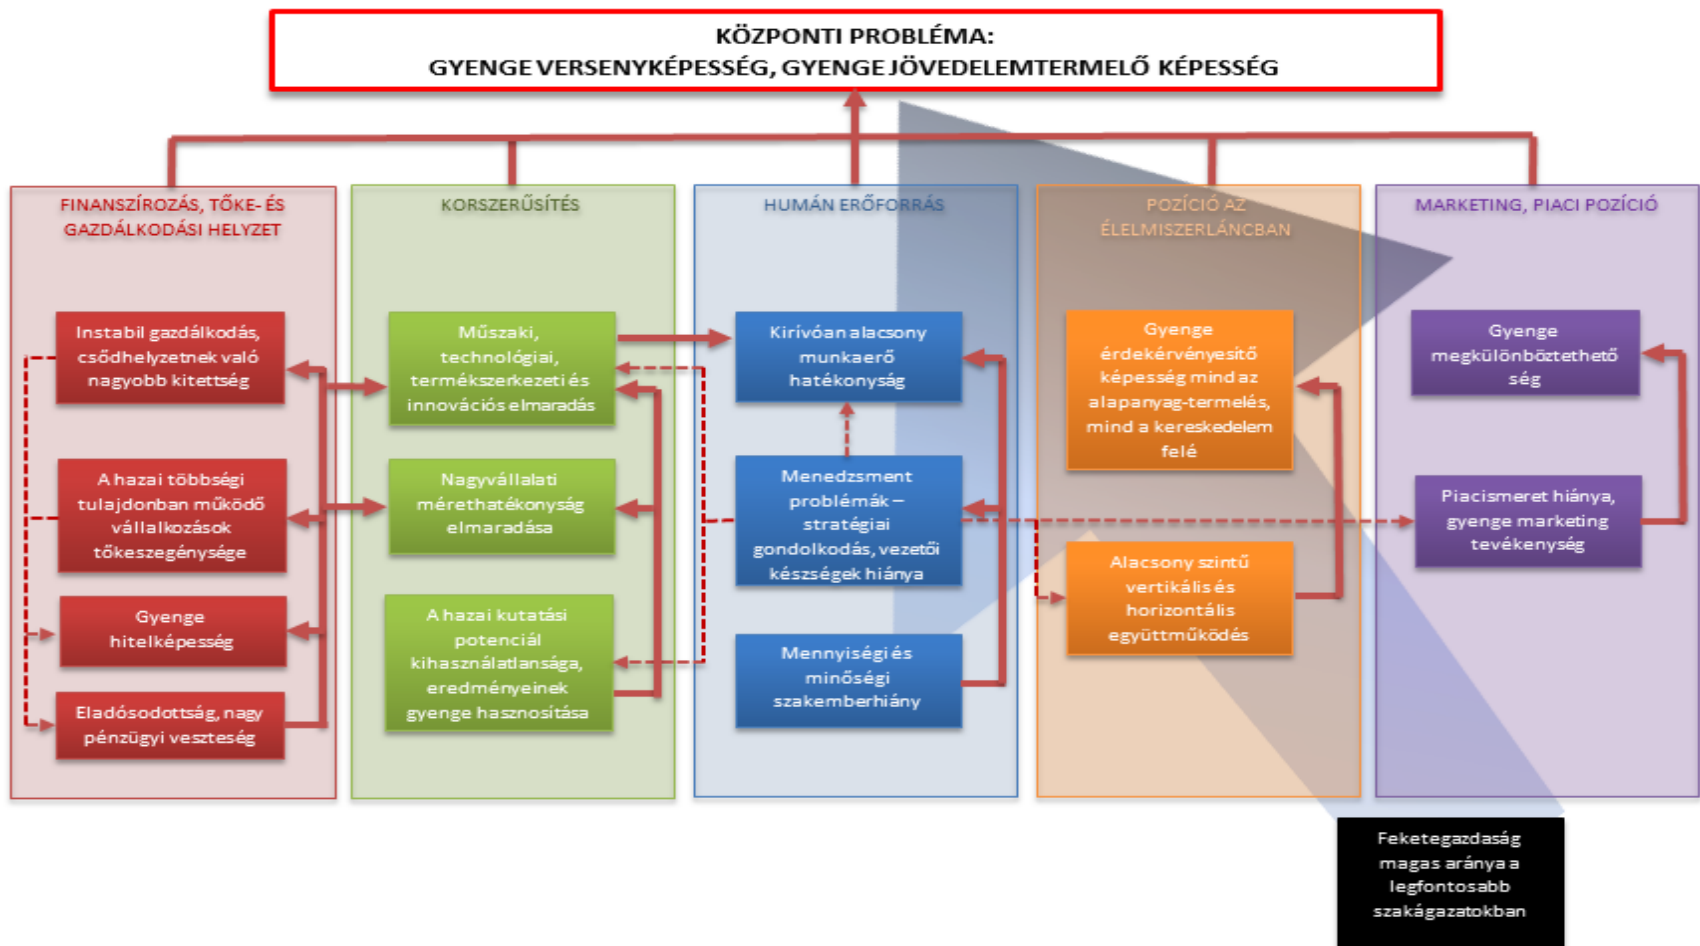 KÖZPONTI PROBLÉMA:
GYENGE VERSENYKÉPESSÉG, GYENGE JÖVEDELEMTERMELŐ KÉPESSÉG
FINANSZÍROZÁS, TŐKE- ÉS
GAZDÁLKODÁSI HELYZET
Instabil gazdálkodás,
csődhelyzetnek való
nagyobb kitettség
A hazai többségi
tulajdonban működő
vállalkozások
tőkeszegénysége
Gyenge
hitelképesség
Eladósodottság, nagy
pénzügyi veszteség
KORSZERŰSÍTÉS
Műszaki,
technológiai,
termékszerkezeti és
innovációs elmaradás
Nagyvállalati
mérethatékonyság
elmaradása
A hazai kutatási
potenciál
kihasználatlansága,
eredményeinek
gyenge hasznosítása
HUMÁN ERŐFORRÁS
Kirívóan alacsony
munkaerő
hatékonyság
Menedzsment
problémák –
stratégiai
gondolkodás, vezetői
készségek hiánya
Mennyiségi és
minőségi
szakemberhiány
POZÍCIÓ AZ
ÉLELMISZERLÁNCBAN
Gyenge
érdekérvényesítő
képesség mind az
alapanyag-termelés,
mind a kereskedelem
felé
Alacsony szintű
vertikális és
horizontális
együttműködés
MARKETING, PIACI POZÍCIÓ
Gyenge
megkülönböztethető
ség
Piacismeret hiánya,
gyenge marketing
tevékenység
Feketegazdaság
magas aránya a
legfontosabb
szakágazatokban